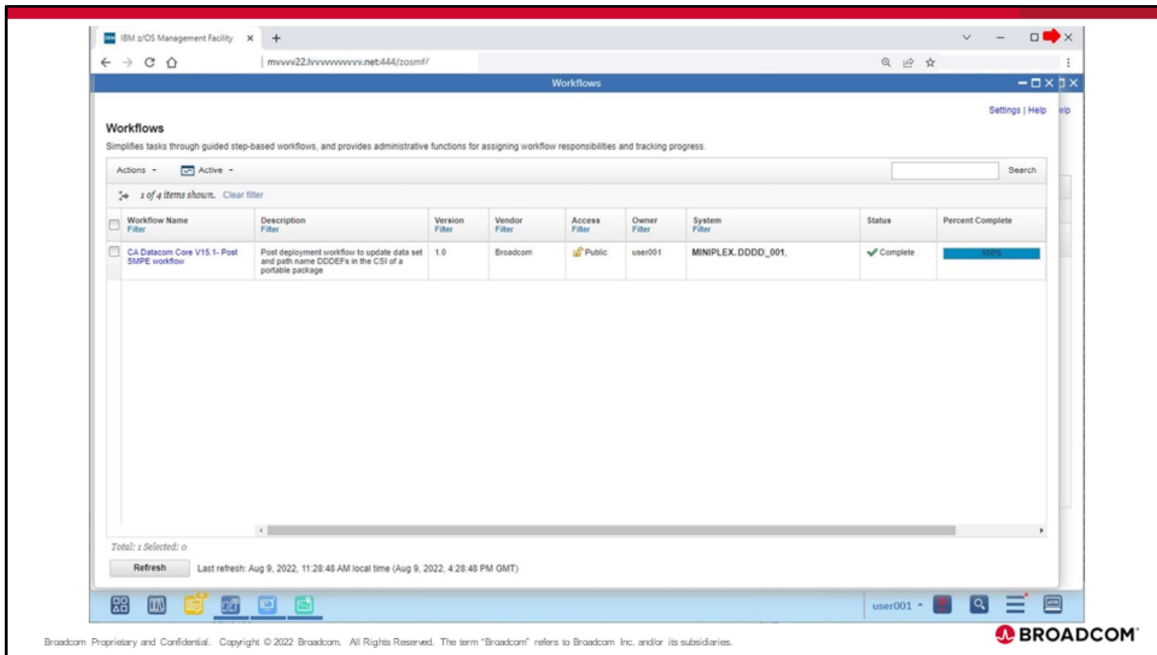 IBM z/OS Management Facility
mvvvv22.lvvvvvvvvvv.net:444/zosmf/
Workflows
Settings | Help
elp
Workflows
Simplifies tasks through guided step-based workflows, and provides administrative functions for assigning workflow responsibilities and tracking progress.
Actions Active Search
1 of 4 items shown. Clear filter
Workflow Name Description Version Vendor Access Owner System Status Percent Complete
Filter Filter Filter Filter Filter Filter Filter
CA Datacom Core V15.1- Post Post deployment workflow to update data set 1.0 Broadcom Public user001 MINIPLEX.DDDD_001, Complete 100%
SMPE workflow and path name DDDEFs in the CSI of a
portable package
Total: 1 Selected: 0
Refresh Last refresh: Aug 9, 2022, 11:28:48 AM local time (Aug 9, 2022, 4:28:48 PM GMT)
user001
Broadcom Proprietary and Confidential. Copyright © 2022 Broadcom. All Rights Reserved. The term "Broadcom" refers to Broadcom Inc. and/or its subsidiaries.
BROADCOM